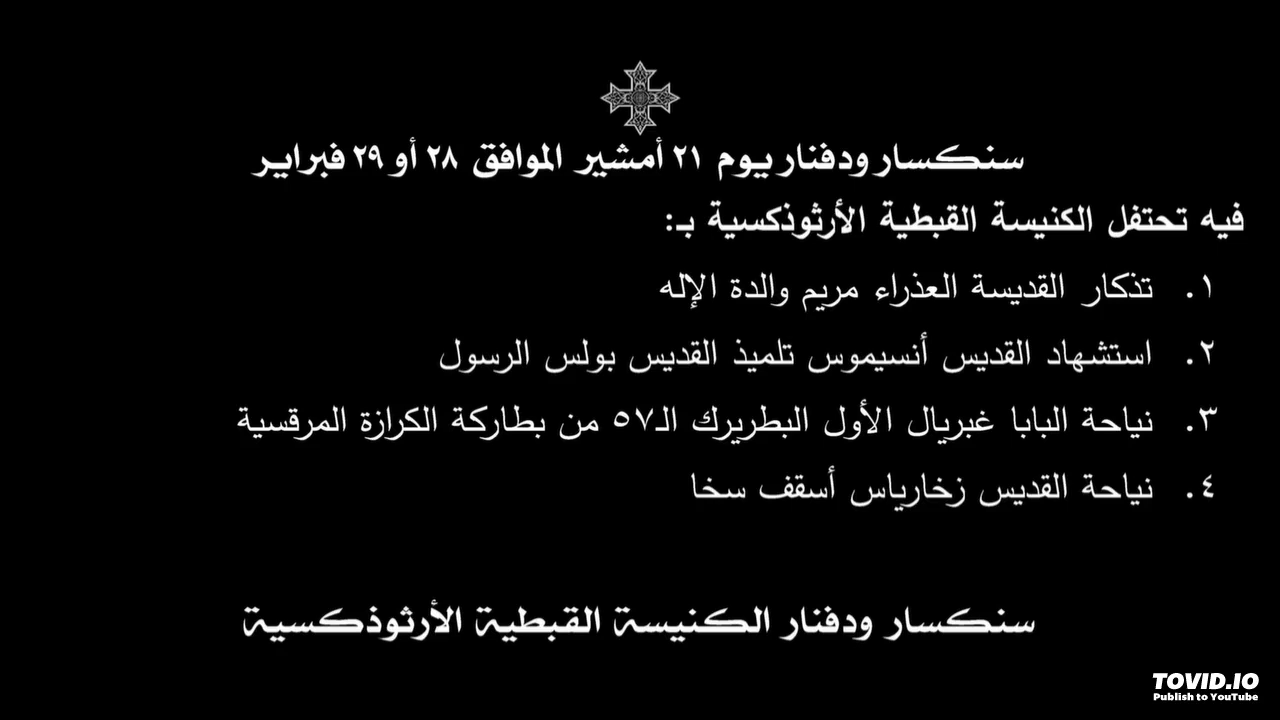 سنكسار ودفنار يوم ٢١ أمشير الموافق ٢٨ أو ٢٩ فبراير
فيه تحتفل الكنيسة القبطية الأرثوذكسية بـ:
١. تذكار القديسة العذراء مريم والدة الإله
٢. استشهاد القديس أنسيموس تلميذ القديس بولس الرسول
٣. نياحة البابا غبريال الأول البطريرك الـ٥٧ من بطاركة الكرازة المرقسية
٤. نياحة القديس زخارياس أسقف سخا
سنكسار ودفنار الكنيسة القبطية الأرثوذكسية
TOVID.IO
Publish to YouTube